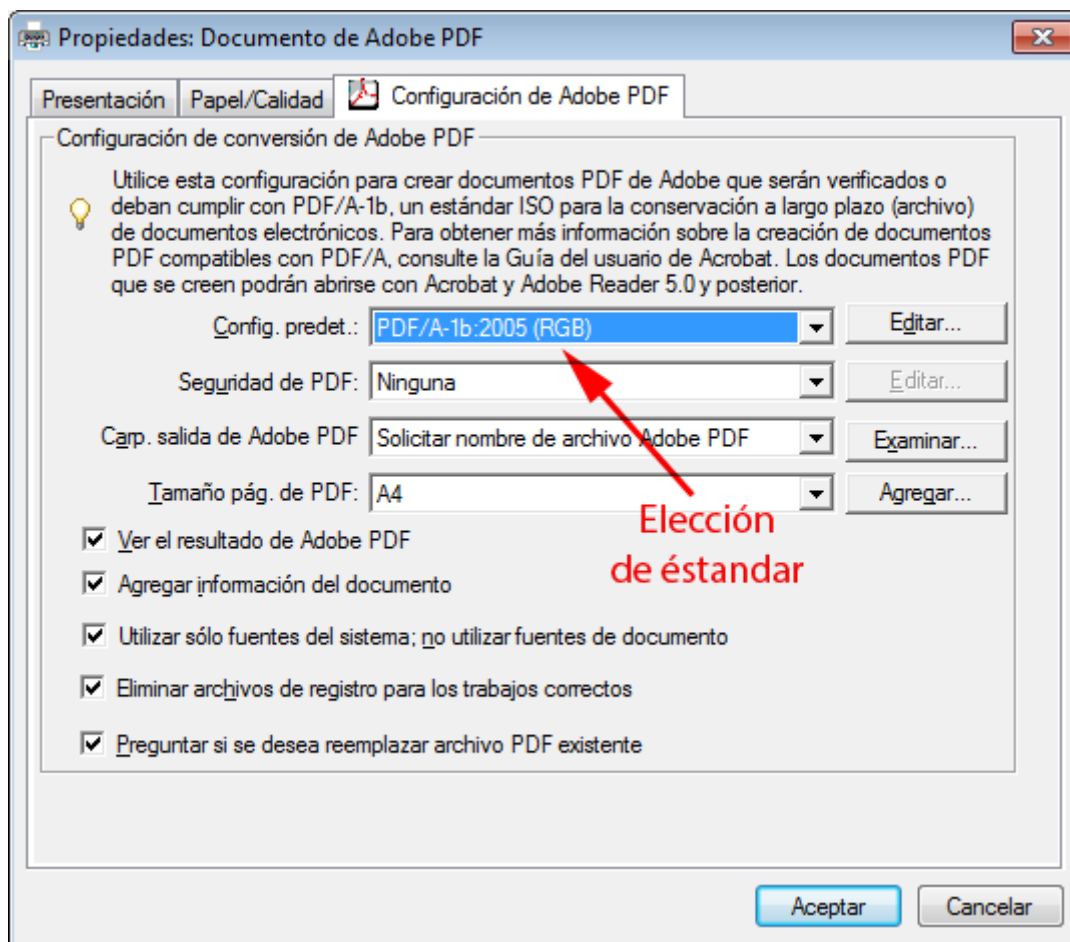 Propiedades: Documento de Adobe PDF
Presentación Papel/Calidad Configuración de Adobe PDF
Configuración de conversión de Adobe PDF
Utilice esta configuración para crear documentos PDF de Adobe que serán verificados o
deban cumplir con PDF/A-1b, un estándar ISO para la conservación a largo plazo (archivo)
de documentos electrónicos. Para obtener más información sobre la creación de documentos
PDF compatibles con PDF/A, consulte la Guía del usuario de Acrobat. Los documentos PDF
que se creen podrán abrirse con Acrobat y Adobe Reader 5.0 y posterior.
Config. predet.: PDF/A-1b:2005 (RGB) Editar...
Seguridad de PDF: Ninguna Editar...
Carp. salida de Adobe PDF Solicitar nombre de archivo Adobe PDF Examinar...
Tamaño pág. de PDF: A4 Agregar...
Elección
de éstandar
Ver el resultado de Adobe PDF
Agregar información del documento
Utilizar sólo fuentes del sistema; no utilizar fuentes de documento
Eliminar archivos de registro para los trabajos correctos
Preguntar si se desea reemplazar archivo PDF existente
Aceptar Cancelar